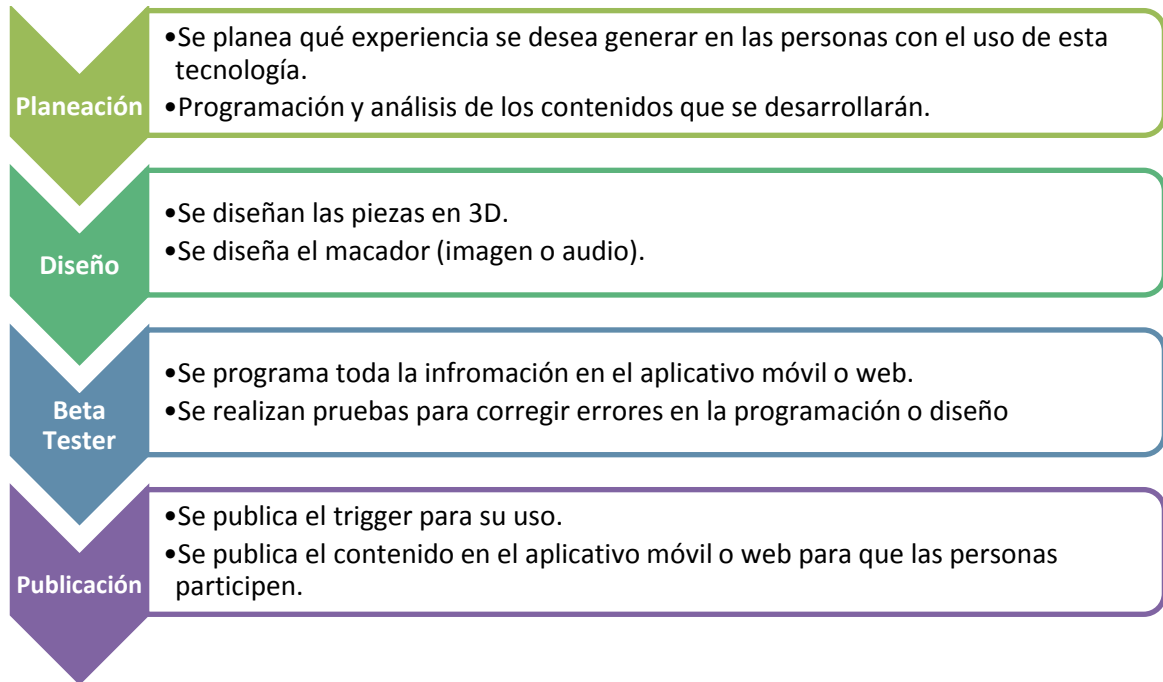 Planeación
•Se planea qué experiencia se desea generar en las personas con el uso de esta
tecnología.
•Programación y análisis de los contenidos que se desarrollarán.
Diseño
•Se diseñan las piezas en 3D.
•Se diseña el macador (imagen o audio).
Beta
Tester
•Se programa toda la infromación en el aplicativo móvil o web.
•Se realizan pruebas para corregir errores en la programación o diseño
Publicación
•Se publica el trigger para su uso.
•Se publica el contenido en el aplicativo móvil o web para que las personas
participen.